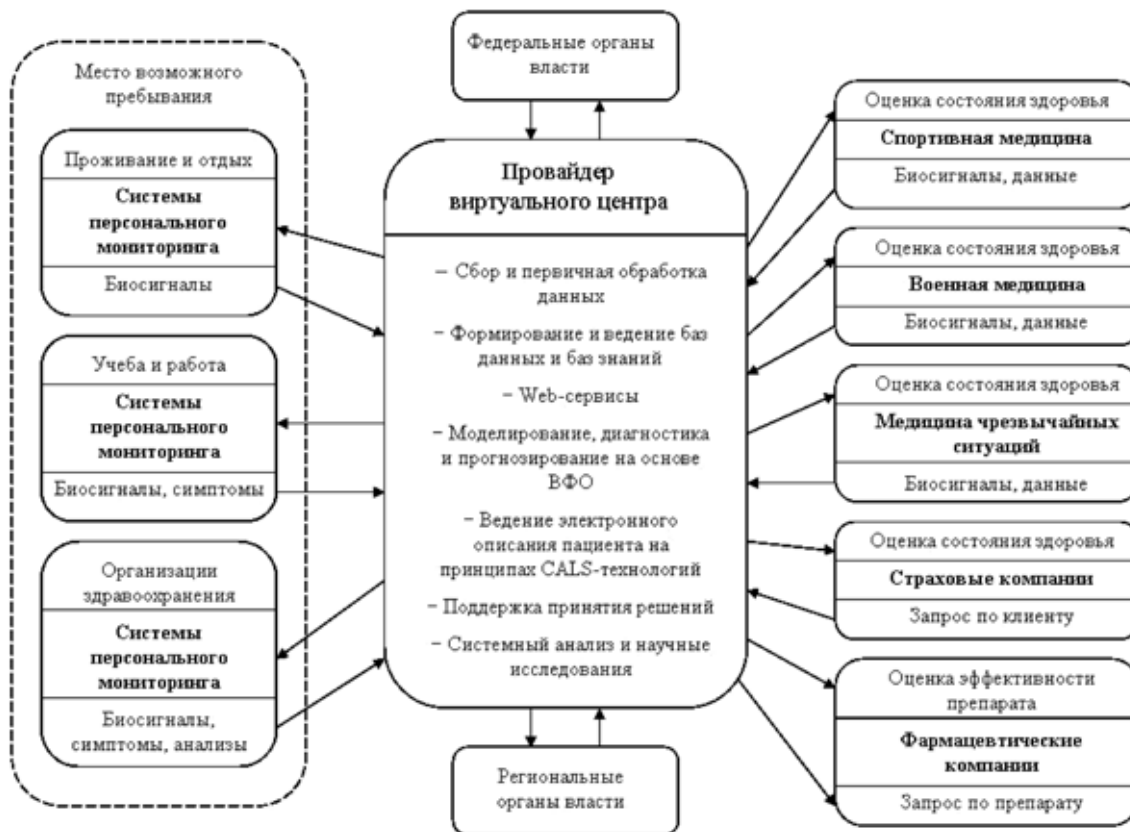 Место возможного
пребывания
Проживание и отдых
Системы
персонального
мониторинга
Биосигналы
Учеба и работа
Системы
персонального
мониторинга
Биосигналы, симптомы
Организации
здравоохранения
Системы
персонального
мониторинга
Биосигналы,
симптомы, анализы
Федеральные органы
власти
Провайдер
виртуального центра
– Сбор и первичная обработка
данных
– Формирование и ведение баз
данных и баз знаний
– Web-сервисы
– Моделирование, диагностика
и прогнозирование на основе
ВФО
– Ведение электронного
описания пациента на
принципах CALS-технологий
– Поддержка принятия решений
– Системный анализ и научные
исследования
Региональные
органы власти
Оценка состояния здоровья
Спортивная медицина
Биосигналы, данные
Оценка состояния здоровья
Военная медицина
Биосигналы, данные
Оценка состояния здоровья
Медицина чрезвычайных
ситуаций
Биосигналы, данные
Оценка состояния здоровья
Страховые компании
Запрос по клиенту
Оценка эффективности
препарата
Фармацевтические
компании
Запрос по препарату